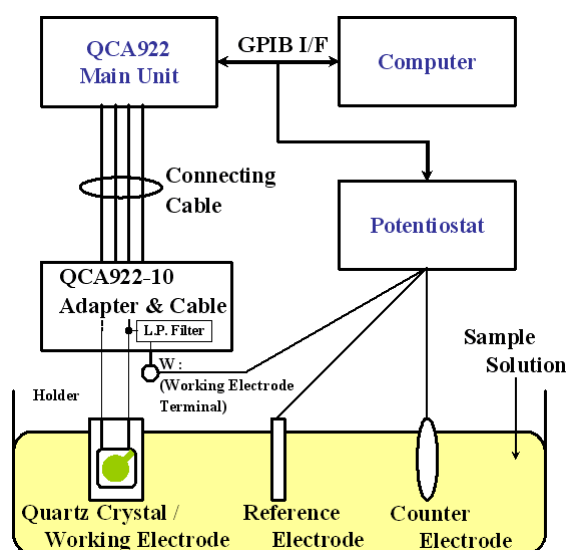 QCA922
Main Unit
GPIB I/F
Computer
Connecting
Cable
Potentiostat
QCA922-10
Adapter & Cable
L.P. Filter
W :
(Working Electrode
Terminal)
Sample
Solution
Holder
Quartz Crystal /
Working Electrode
Reference
Electrode
Counter
Electrode